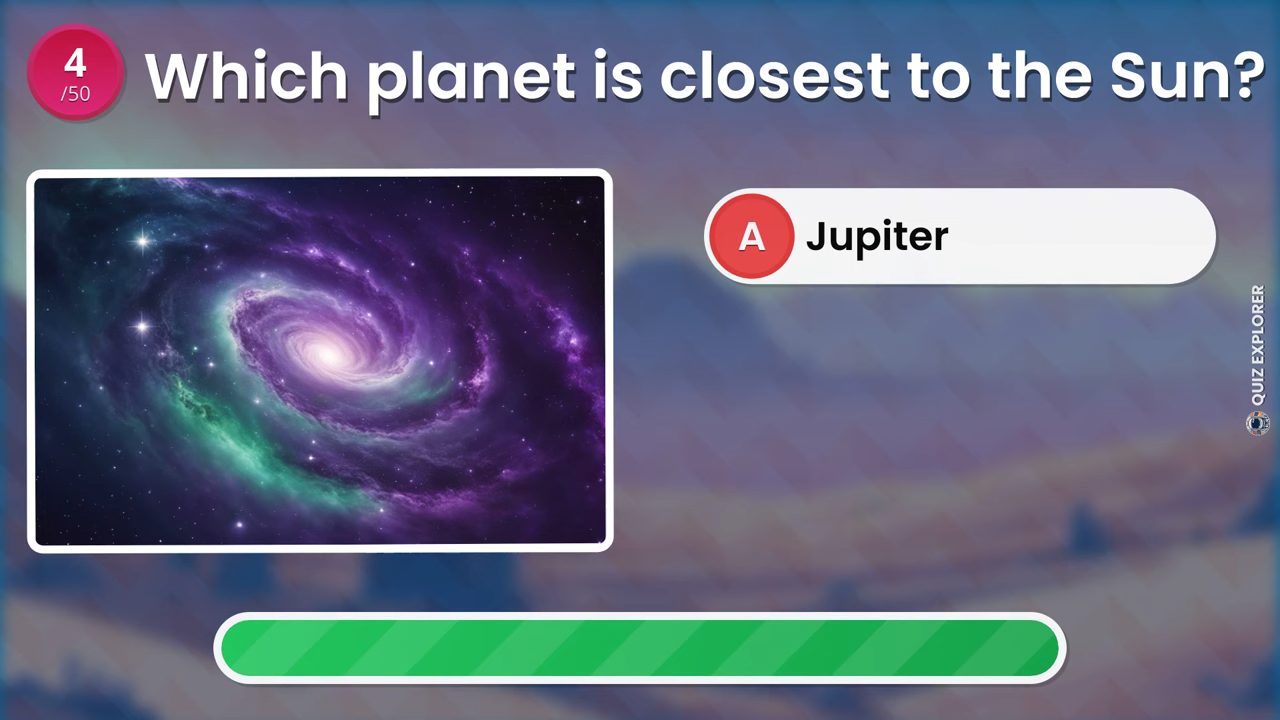 4
/50
Which planet is closest to the Sun?
A Jupiter
QUIZ EXPLORER